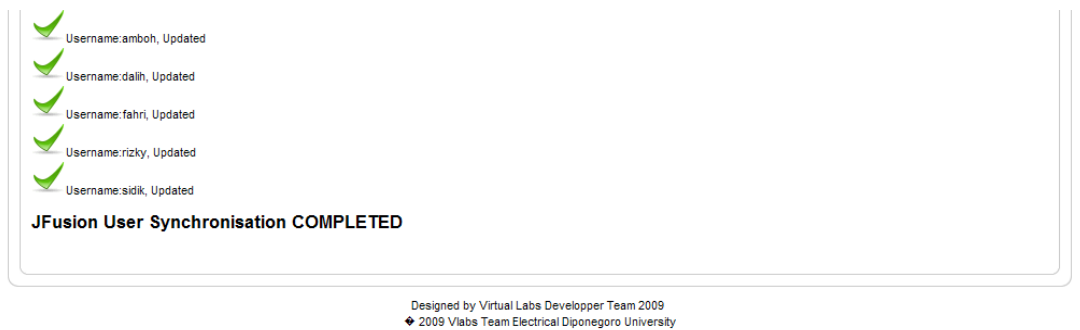 Username:amboh, Updated
Username:dalih, Updated
Username:fahri, Updated
Username:rizky, Updated
Username:sidik, Updated
JFusion User Synchronisation COMPLETED
Designed by Virtual Labs Developper Team 2009
� 2009 Vlabs Team Electrical Diponegoro University